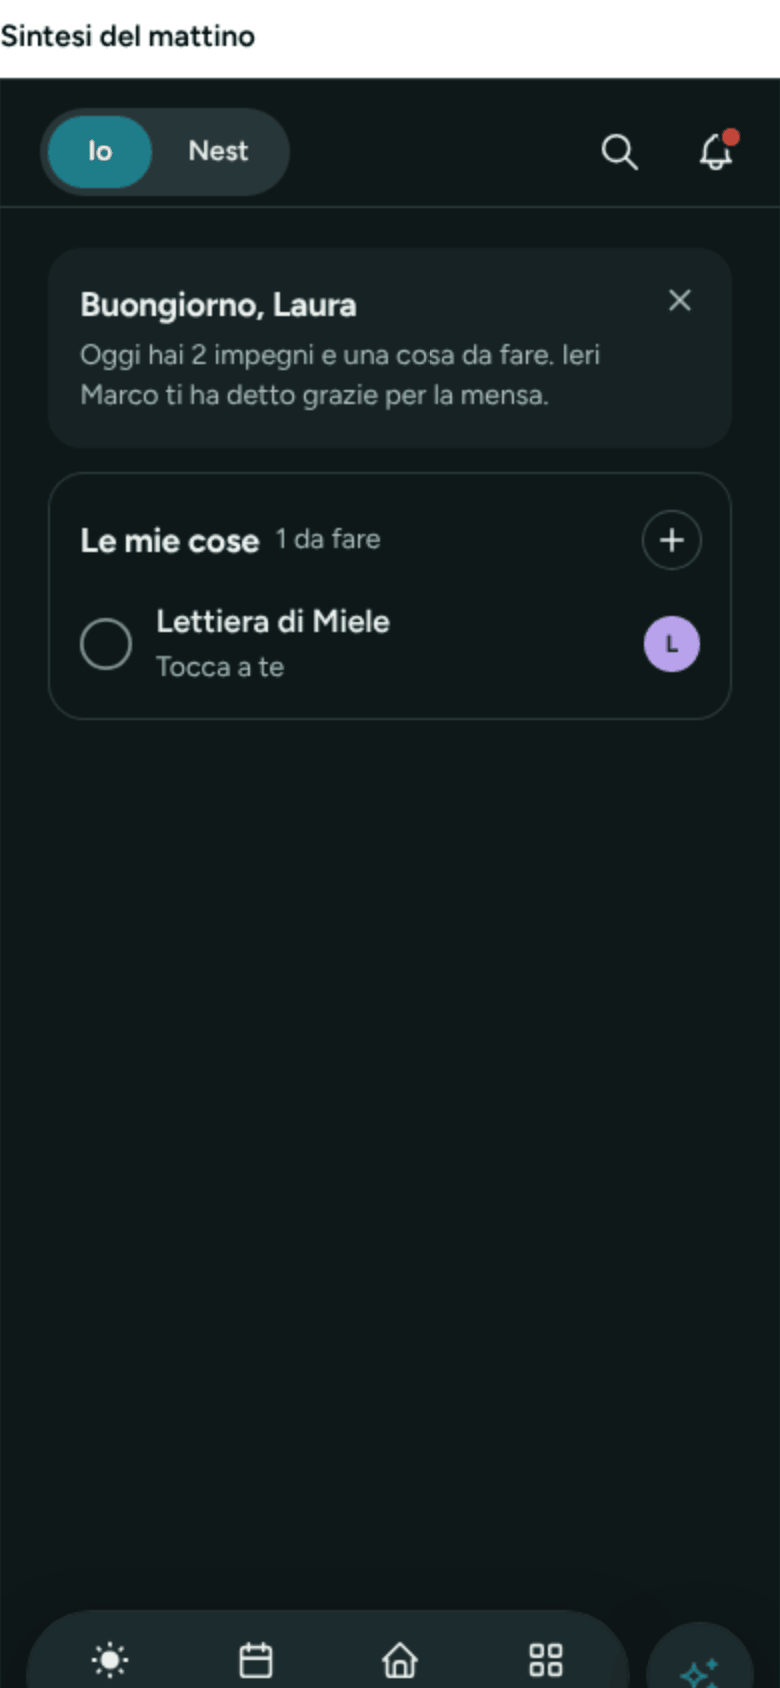 Sintesi del mattino
Io
Nest
Buongiorno, Laura
Oggi hai 2 impegni e una cosa da fare. Ieri
Marco ti ha detto grazie per la mensa.
Le mie cose 1 da fare
Lettiera di Miele
Tocca a te
L